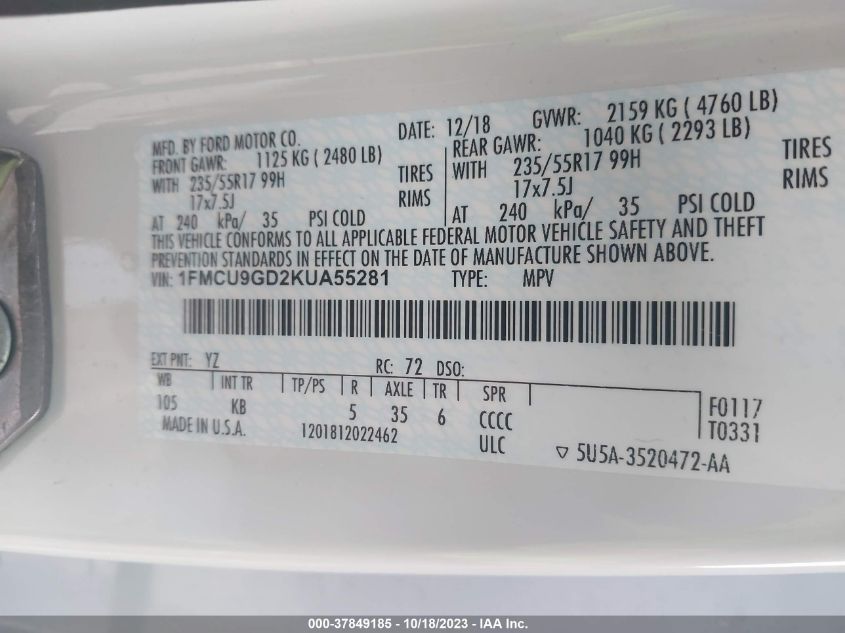 MFD. BY FORD MOTOR CO.
DATE: 12/18
GVWR: 2159 KG ( 4760 LB)
FRONT GAWR: 1125 KG ( 2480 LB)
REAR GAWR: 1040 KG ( 2293 LB)
WITH 235/55R17 99H TIRES
WITH 235/55R17 99H TIRES
17x7.5J RIMS
17x7.5J RIMS
AT 240 kPa/ 35 PSI COLD
AT 240 kPa/ 35 PSI COLD
THIS VEHICLE CONFORMS TO ALL APPLICABLE FEDERAL MOTOR VEHICLE SAFETY AND THEFT
PREVENTION STANDARDS IN EFFECT ON THE DATE OF MANUFACTURE SHOWN ABOVE.
VIN: 1FMCU9GD2KUA55281 TYPE: MPV
EXT PNT: YZ RC: 72 DSO:
WB INT TR TP/PS R AXLE TR SPR
105 KB 5 35 6 CCCC
F0117
MADE IN U.S.A. 1201812022462 ULC
T0331
▽ 5U5A-3520472-AA
000-37849185 - 10/18/2023 - IAA Inc.